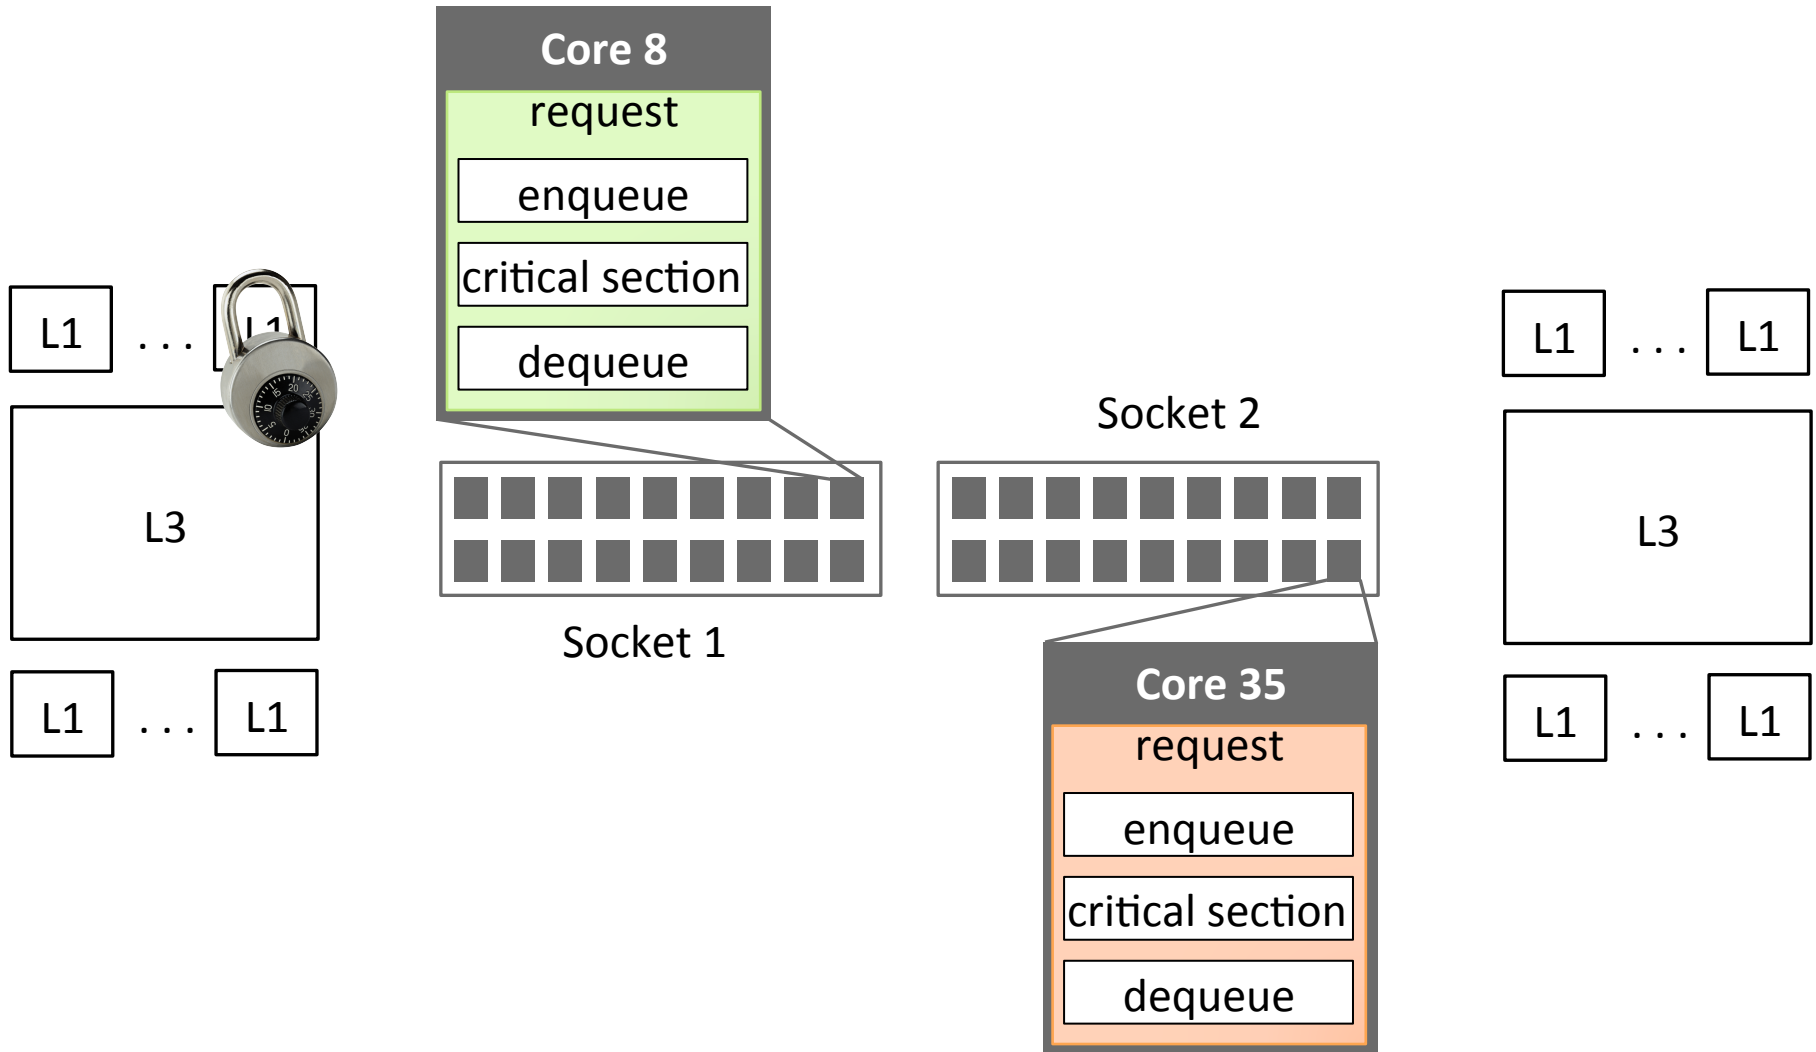 Core 8
request
enqueue
critical section
dequeue
L1 . . . L1
L3
L1 . . . L1
Socket 1
Socket 2
L1 . . . L1
L3
L1 . . . L1
Core 35
request
enqueue
critical section
dequeue